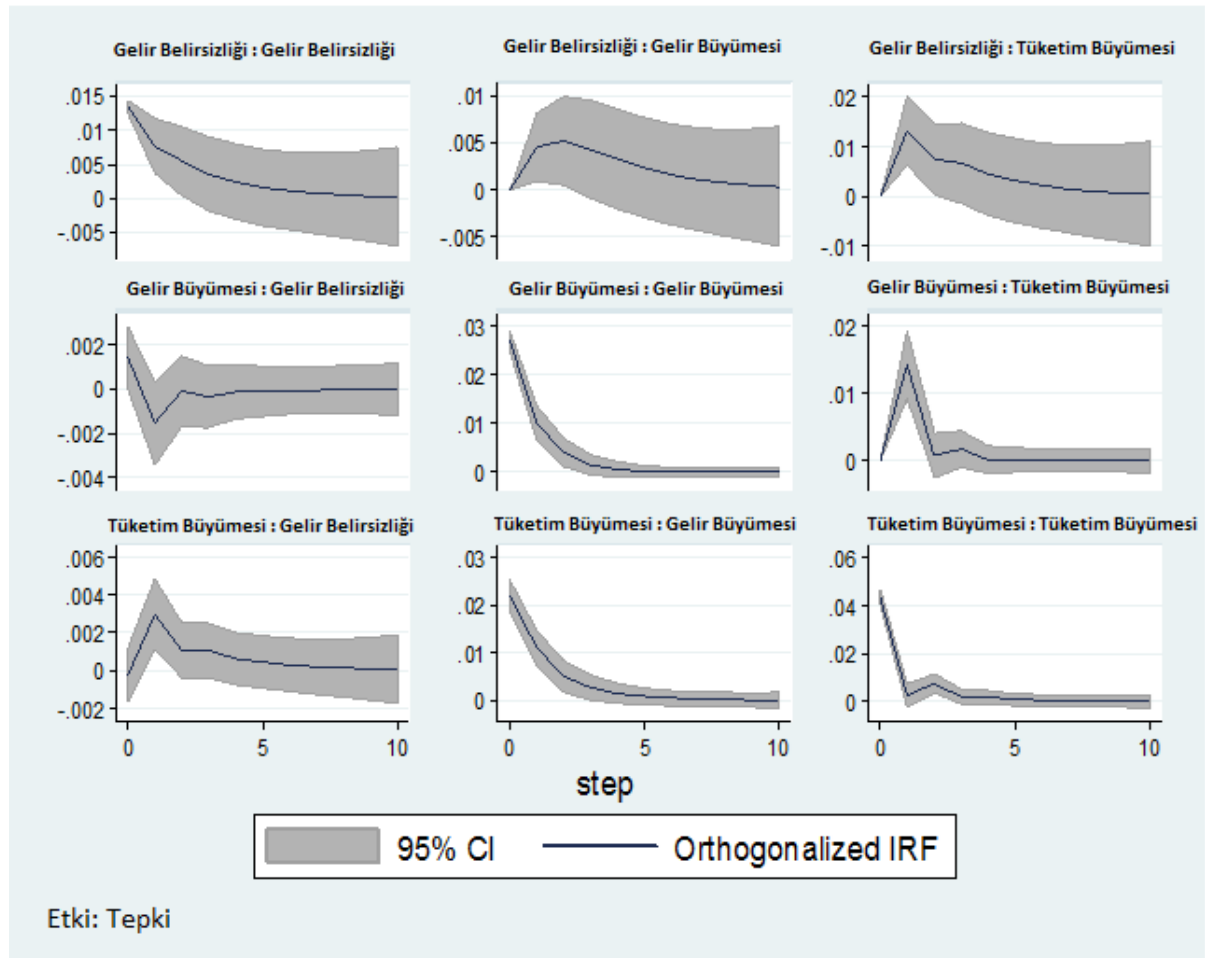 Gelir Belirsizliği : Gelir Belirsizliği
Gelir Belirsizliği : Gelir Büyümesi
Gelir Belirsizliği : Tüketim Büyümesi
.015
.01
.005
0
-.005
.01
.005
0
-.005
.02
.01
0
-.01
Gelir Büyümesi : Gelir Belirsizliği
Gelir Büyümesi : Gelir Büyümesi
Gelir Büyümesi : Tüketim Büyümesi
.002
0
-.002
-.004
.03
.02
.01
0
.02
.01
0
Tüketim Büyümesi : Gelir Belirsizliği
Tüketim Büyümesi : Gelir Büyümesi
Tüketim Büyümesi : Tüketim Büyümesi
.006
.004
.002
0
-.002
.03
.02
.01
0
.06
.04
.02
0
0 5 10
0 5 10
0 5 10
step
95% CI
Orthogonalized IRF
Etki: Tepki